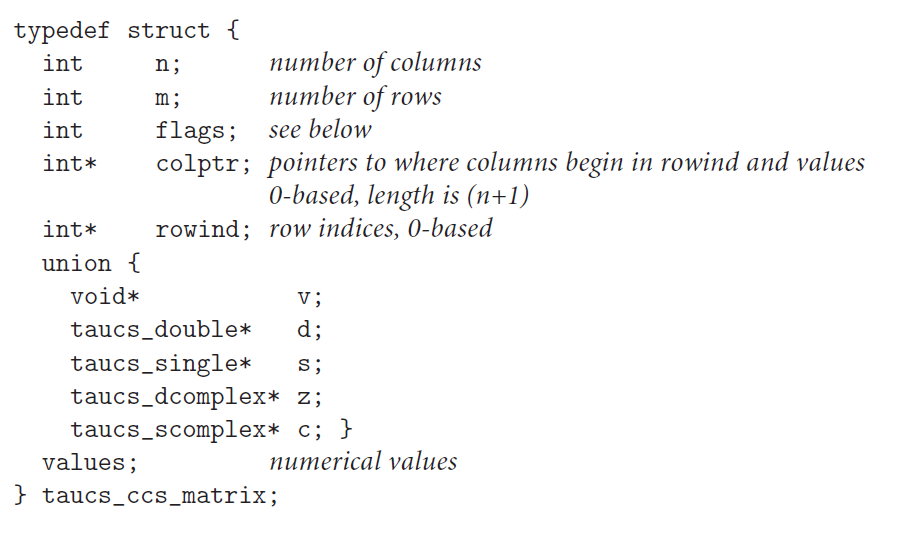 typedef struct {
int n; number of columns
int m; number of rows
int flags; see below
int* colptr; pointers to where columns begin in rowind and values
0-based, length is (n+1)
int* rowind; row indices, 0-based
union {
void* v;
taucs_double* d;
taucs_single* s;
taucs_dcomplex* z;
taucs_scomplex* c; }
values; numerical values
} taucs_ccs_matrix;